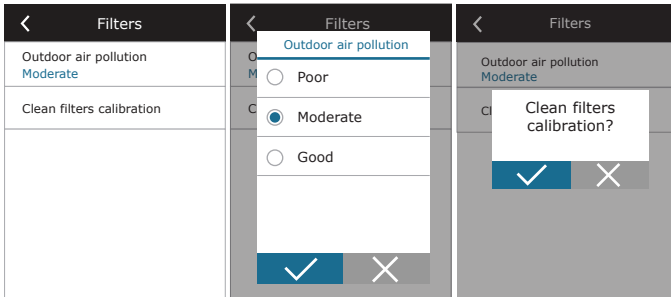 Filters
Outdoor air pollution
Moderate
Clean filters calibration
Filters
O
M
C
Outdoor air pollution
Poor
Moderate
Good
Filters
Outdoor air pollution
Moderate
Cl
Clean filters
calibration?